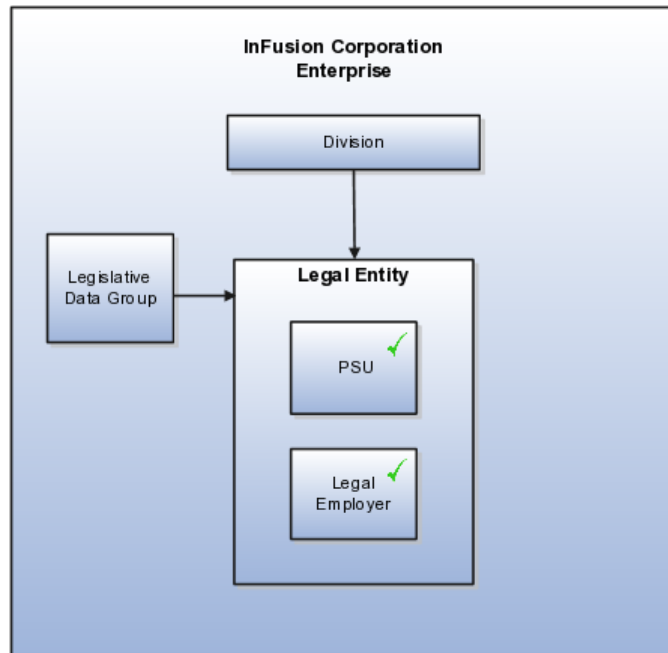 InFusion Corporation
Enterprise
Division
Legislative
Data Group
Legal Entity
PSU
Legal
Employer